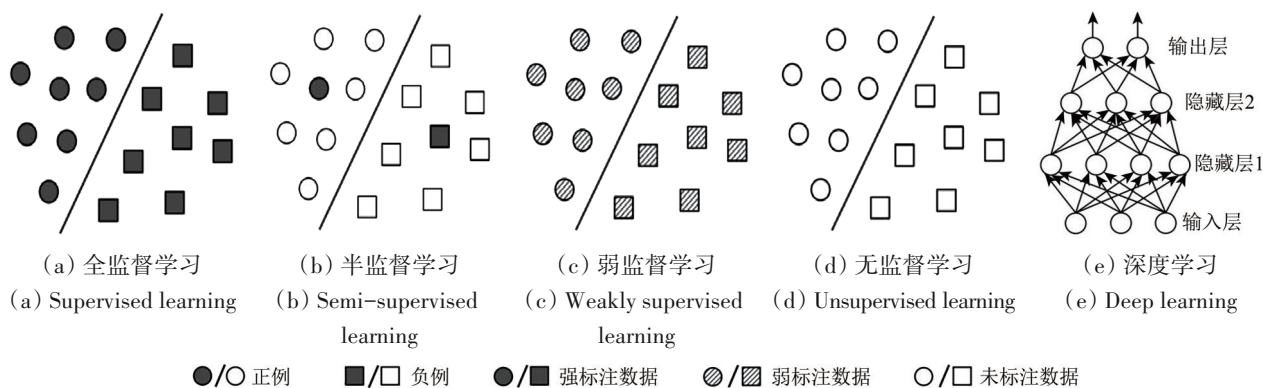 输出层
隐藏层2
隐藏层1
输入层
(a) 全监督学习
(a) Supervised learning
(b) 半监督学习
(b) Semi-supervised
learning
(c) 弱监督学习
(c) Weakly supervised
learning
(d) 无监督学习
(d) Unsupervised learning
(e) 深度学习
(e) Deep learning
/ 正例
/ 负例
/ 强标注数据
/ 弱标注数据
/ 未标注数据